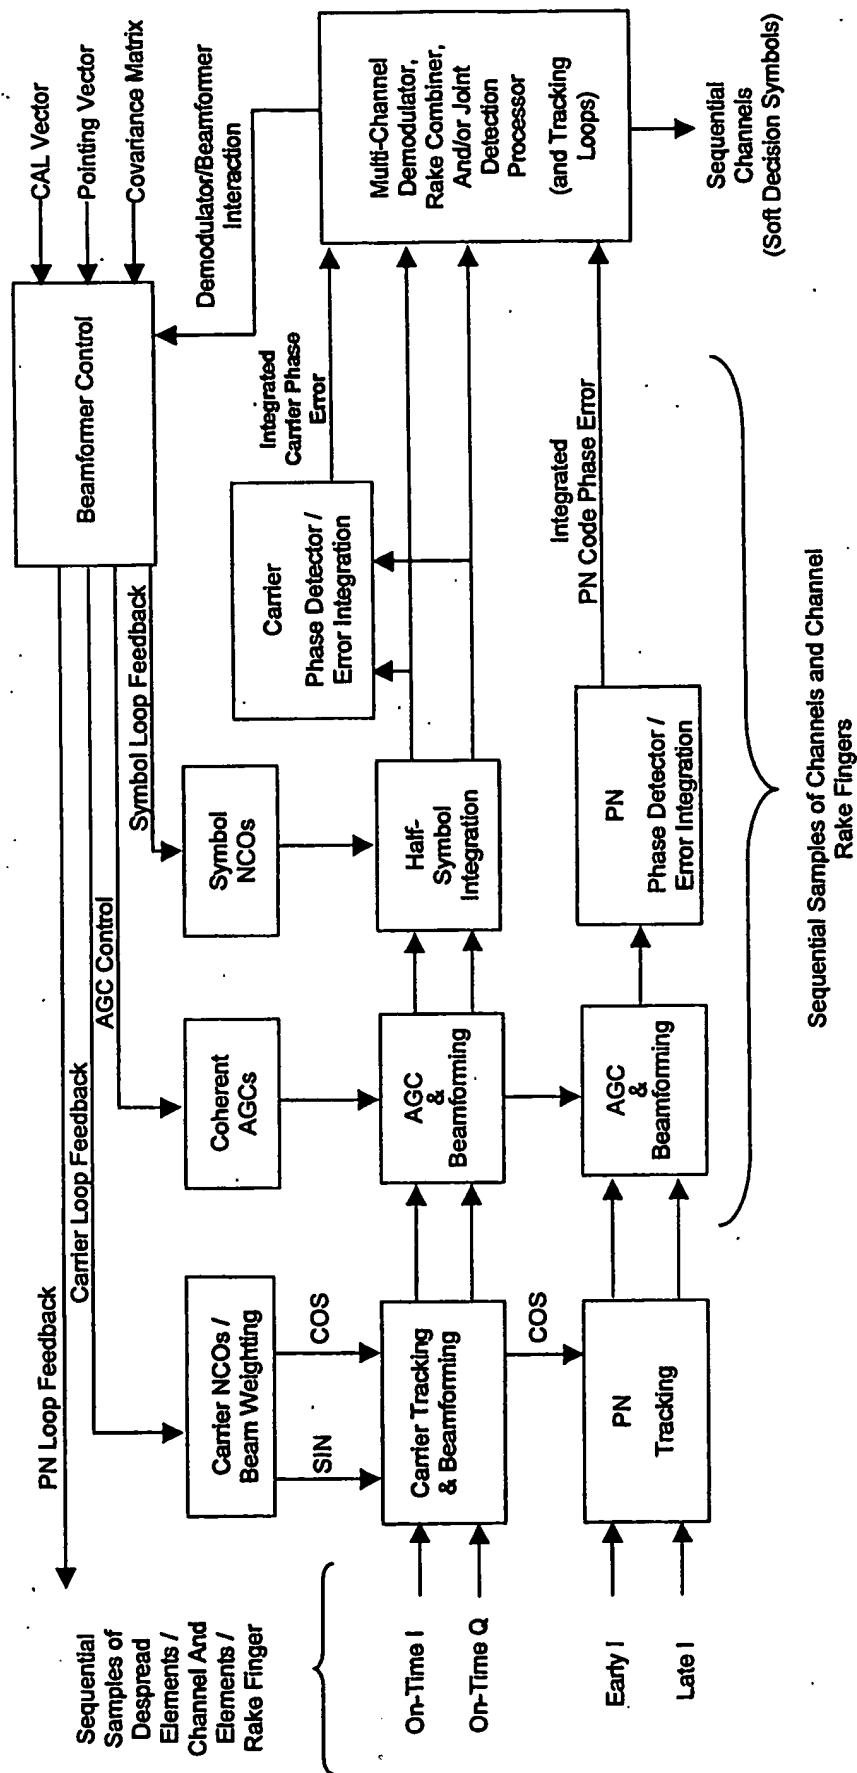 CAL Vector
Pointing Vector
Covariance Matrix
Beamformer Control
PN Loop Feedback
Carrier Loop Feedback
AGC Control
Symbol Loop Feedback
Demodulator/Beamformer
Interaction
Sequential
Samples of
Despread
Elements /
Channel And
Elements /
Rake Finger
Carrier NCOs /
Beam Weighting
Coherent
AGCs
Symbol
NCOs
SIN
COS
Carrier
Phase Detector /
Error Integration
Integrated
Carrier Phase
Error
Multi-Channel
Demodulator,
Rake Combiner,
And/or Joint
Detection
Processor
(and Tracking
Loops)
On-Time I
On-Time Q
Carrier Tracking
& Beamforming
AGC
&
Beamforming
Half-
Symbol
Integration
COS
Early I
Late I
PN
Tracking
AGC
&
Beamforming
PN
Phase Detector /
Error Integration
Integrated
PN Code Phase Error
Sequential
Channels
(Soft Decision Symbols)
Sequential Samples of Channels and Channel
Rake Fingers